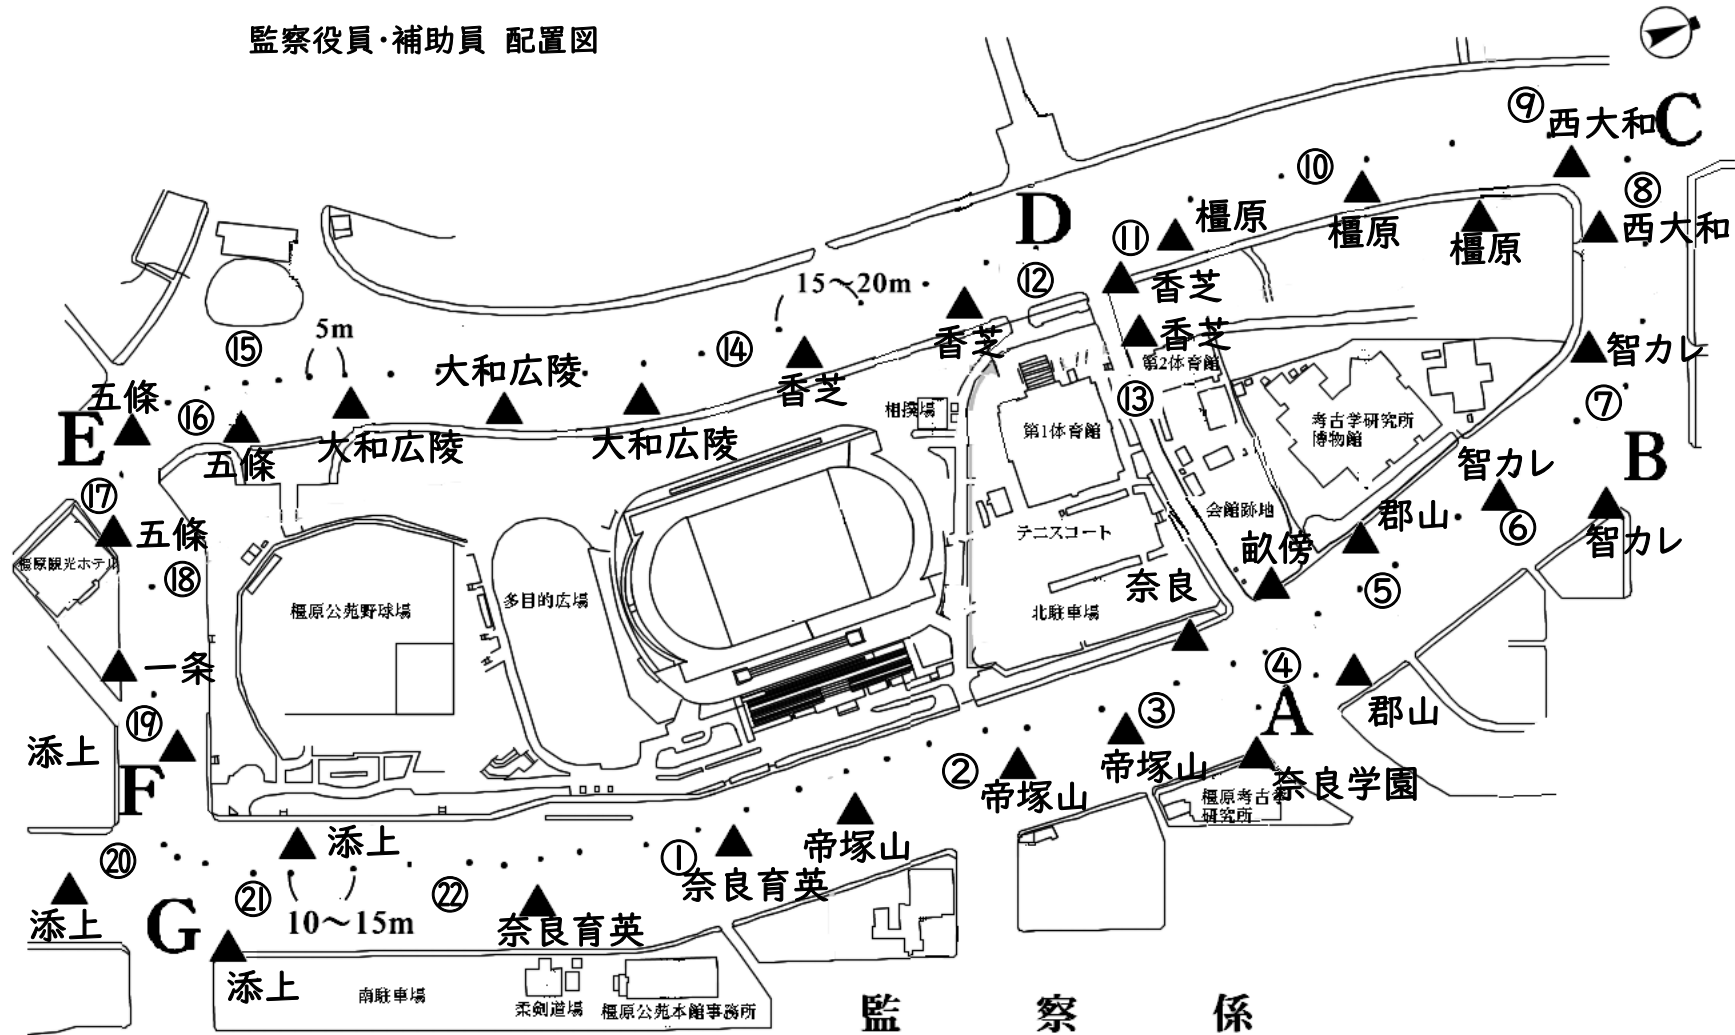 監察役員・補助員 配置図
⑨
西大和
C
⑩
⑧
西大和
橿原
橿原
橿原
D
⑪
⑫
香芝
香芝
15～20m
香芝
第2体育館
智カレ
⑦
5m
⑮
⑭
大和広陵
香芝
五條
⑯
E
五條
大和広陵
大和広陵
相撲場
第1体育館
⑬
考古学研究所
博物館
B
智カレ
⑥
智カレ
郡山
会館跡地
畝傍
⑤
⑰
五條
橿原観光ホテル
⑱
橿原公苑野球場
多目的広場
テニスコート
奈良
北駐車場
一条
④
郡山
A
⑲
添上
F
③
帝塚山
②
帝塚山
奈良学園
橿原考古学
研究所
添上
帝塚山
①
奈良育英
⑳
㉑
㉒
10～15m
添上
G
奈良育英
添上
南駐車場
柔剣道場
橿原公苑本館事務所
監察係